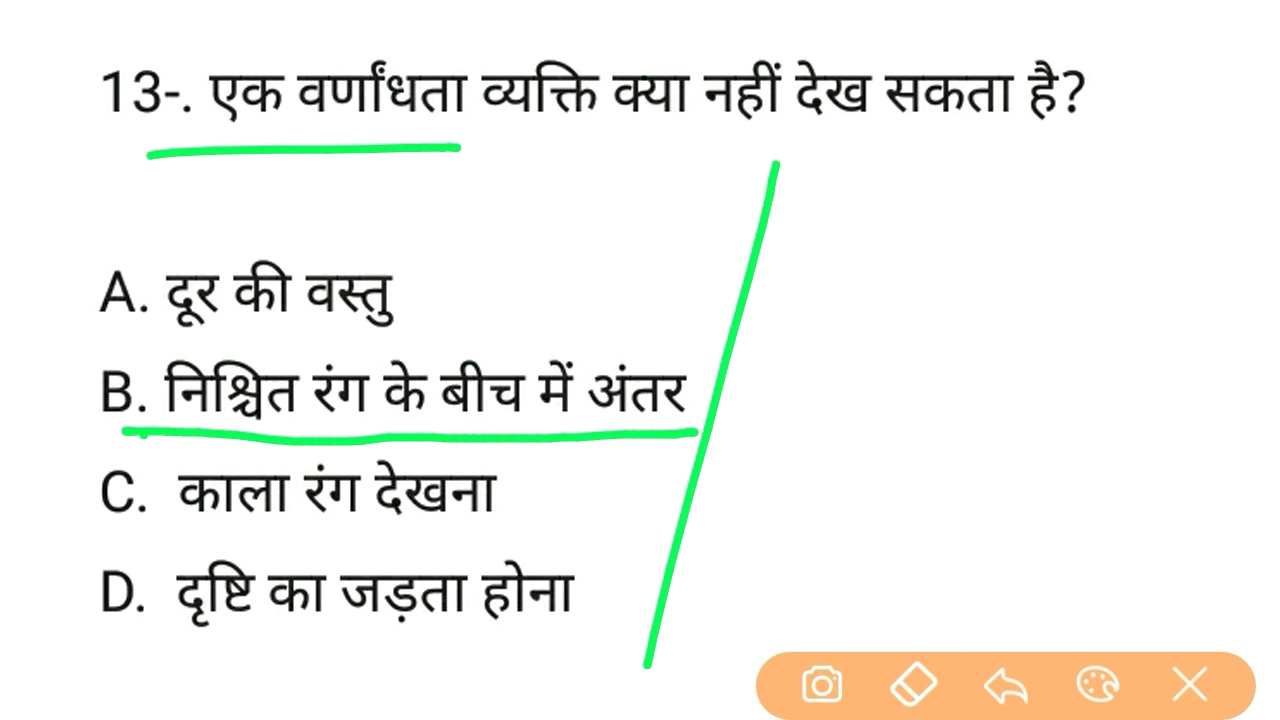 13-. एक वर्णांधता व्यक्ति क्या नहीं देख सकता है?
A. दूर की वस्तु
B. निश्चित रंग के बीच में अंतर
C. काला रंग देखना
D. दृष्टि का जड़ता होना